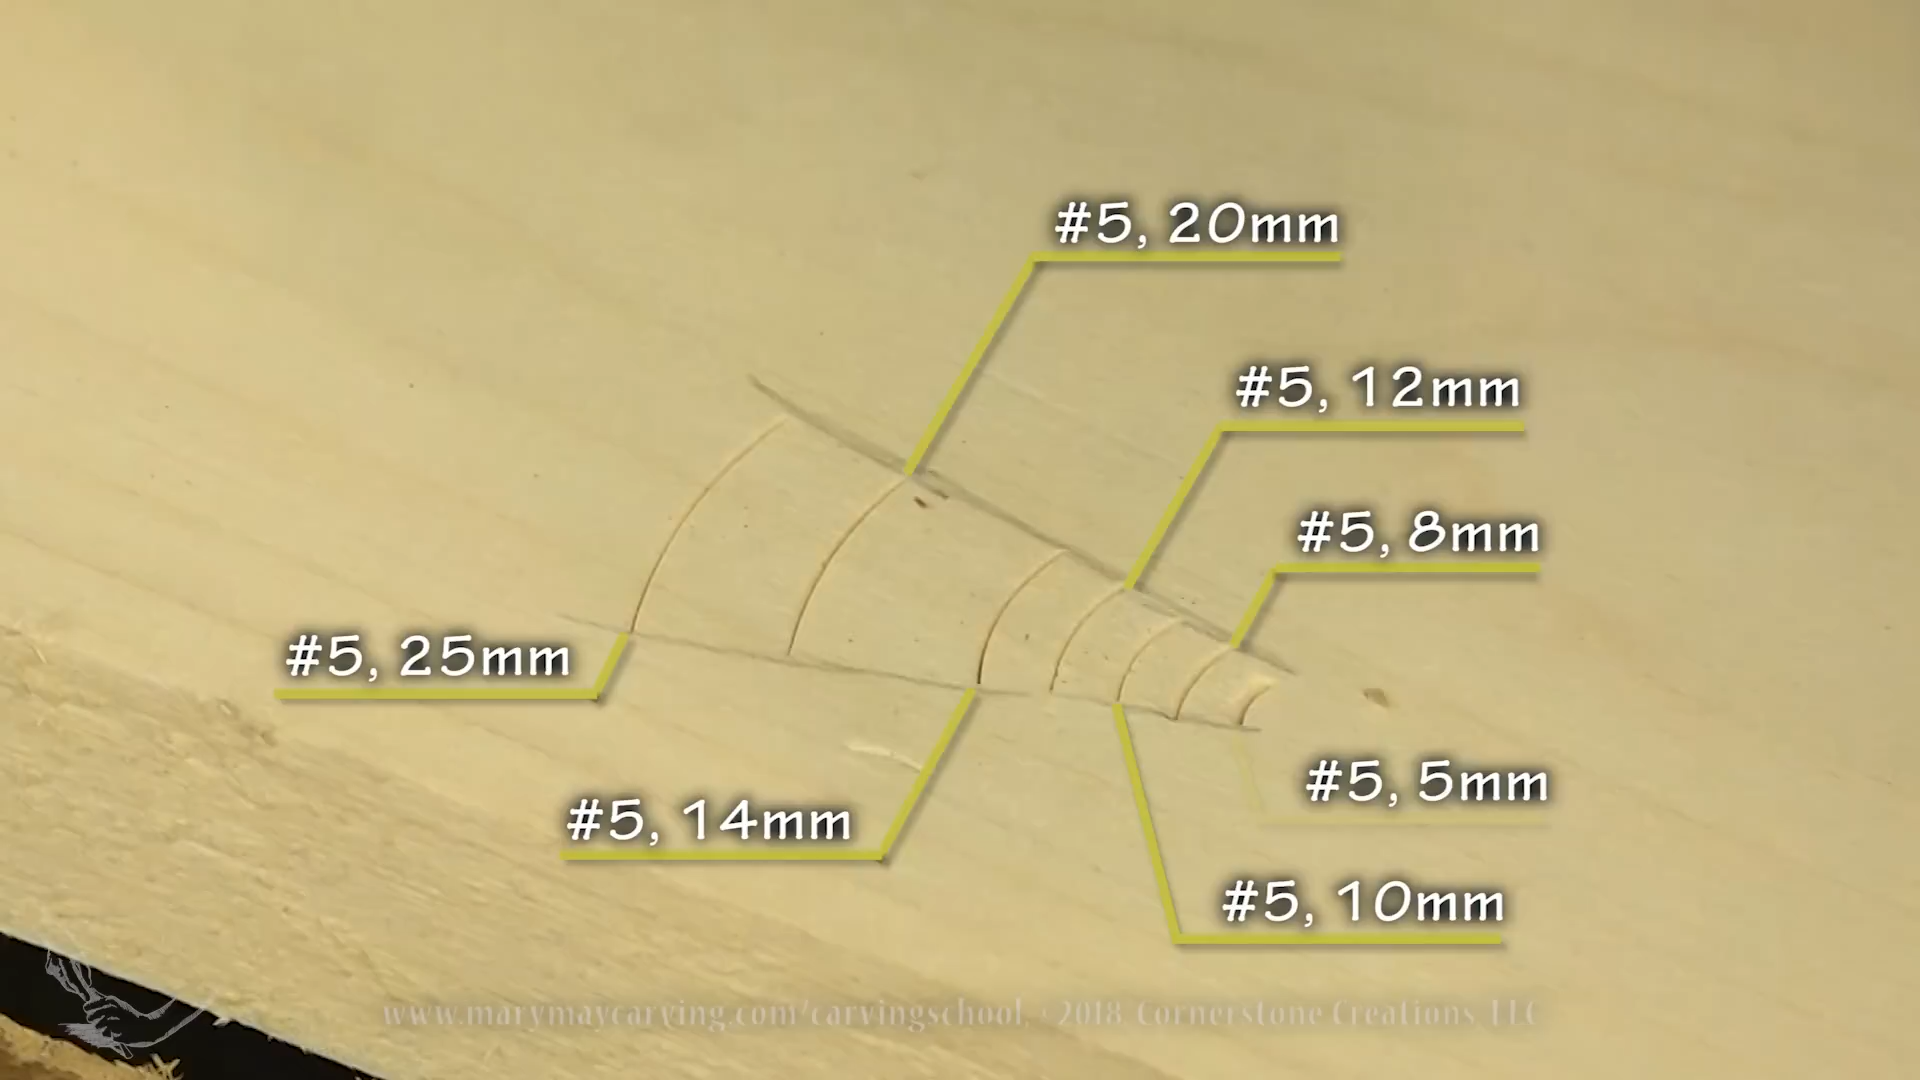 #5, 20mm
#5, 12mm
#5, 8mm
#5, 25mm
#5, 5mm
#5, 14mm
#5, 10mm
www.marymaycarving.com/carvingschool, ©2018 Cornerstone Creations, LLC